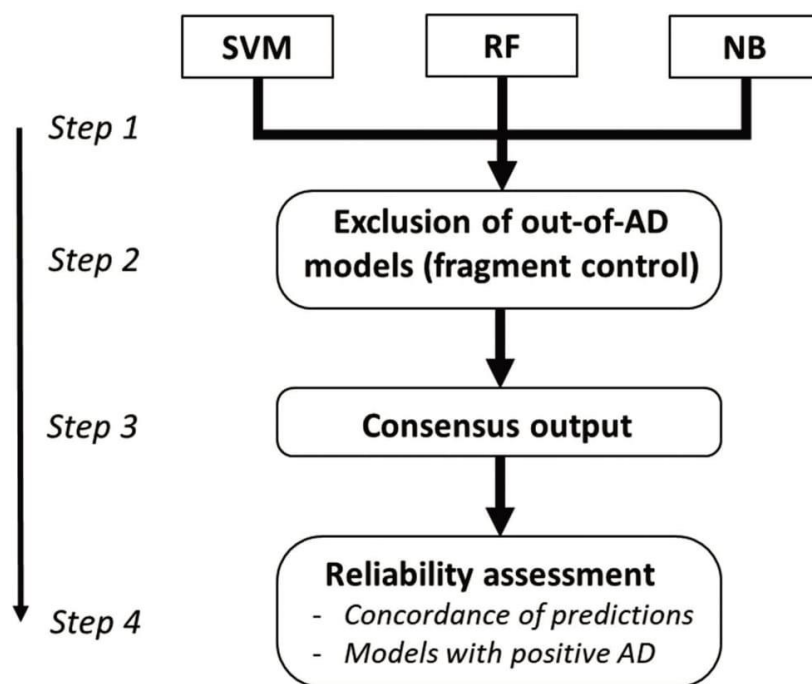 SVM RF NB
Step 1
Exclusion of out-of-AD
models (fragment control)
Step 2
Step 3
Consensus output
Reliability assessment
- Concordance of predictions
- Models with positive AD
Step 4